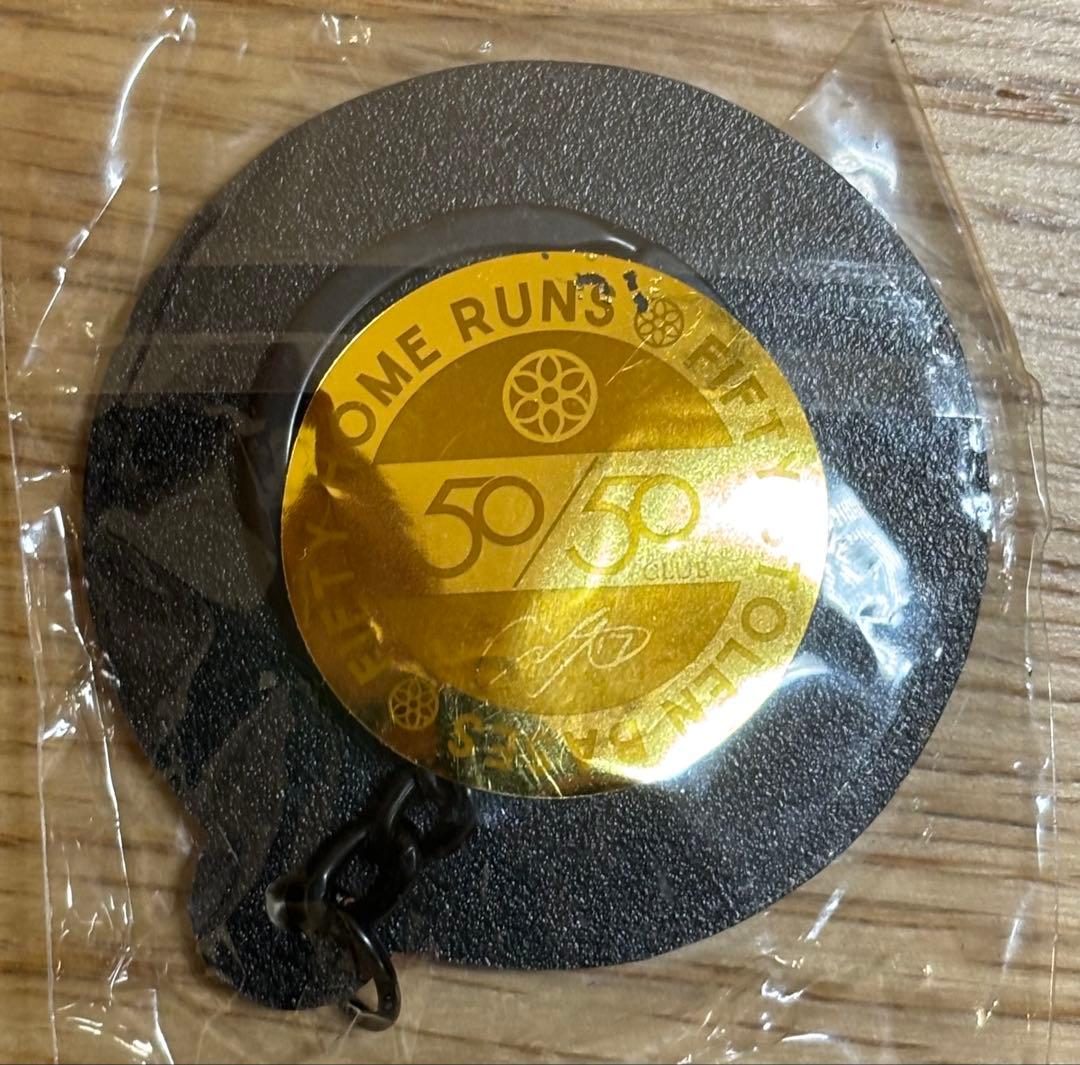 FIFTY HOME RUNS
FIFTY STOLEN BASES
50/50
CLUB